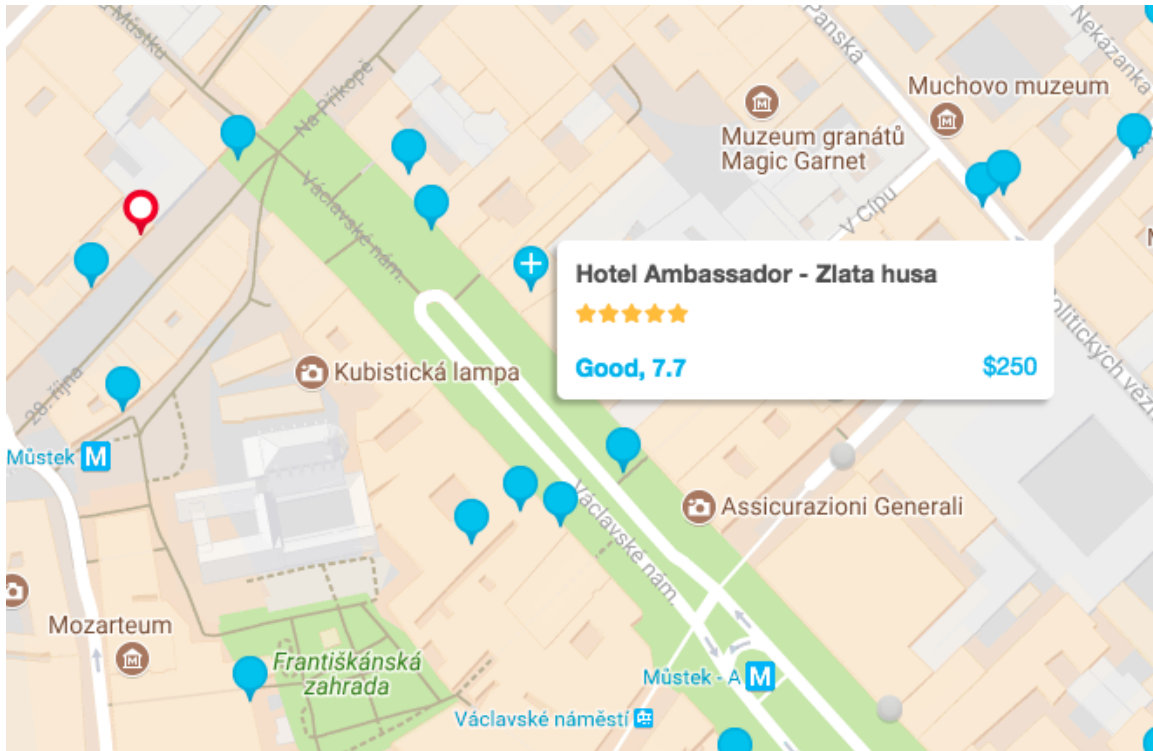 Můstku
Panská
Nekázanka
Na Příkopě
Muchovo muzeum
Muzeum granátů
Magic Garnet
Václavské nám.
V Cípu
Hotel Ambassador - Zlata husa
Good, 7.7
$250
Politických vězň
Kubistická lampa
28. října
Můstek M
Václavské nám.
Assicurazioni Generali
Mozarteum
Františkánská
zahrada
Můstek - A M
Václavské náměstí